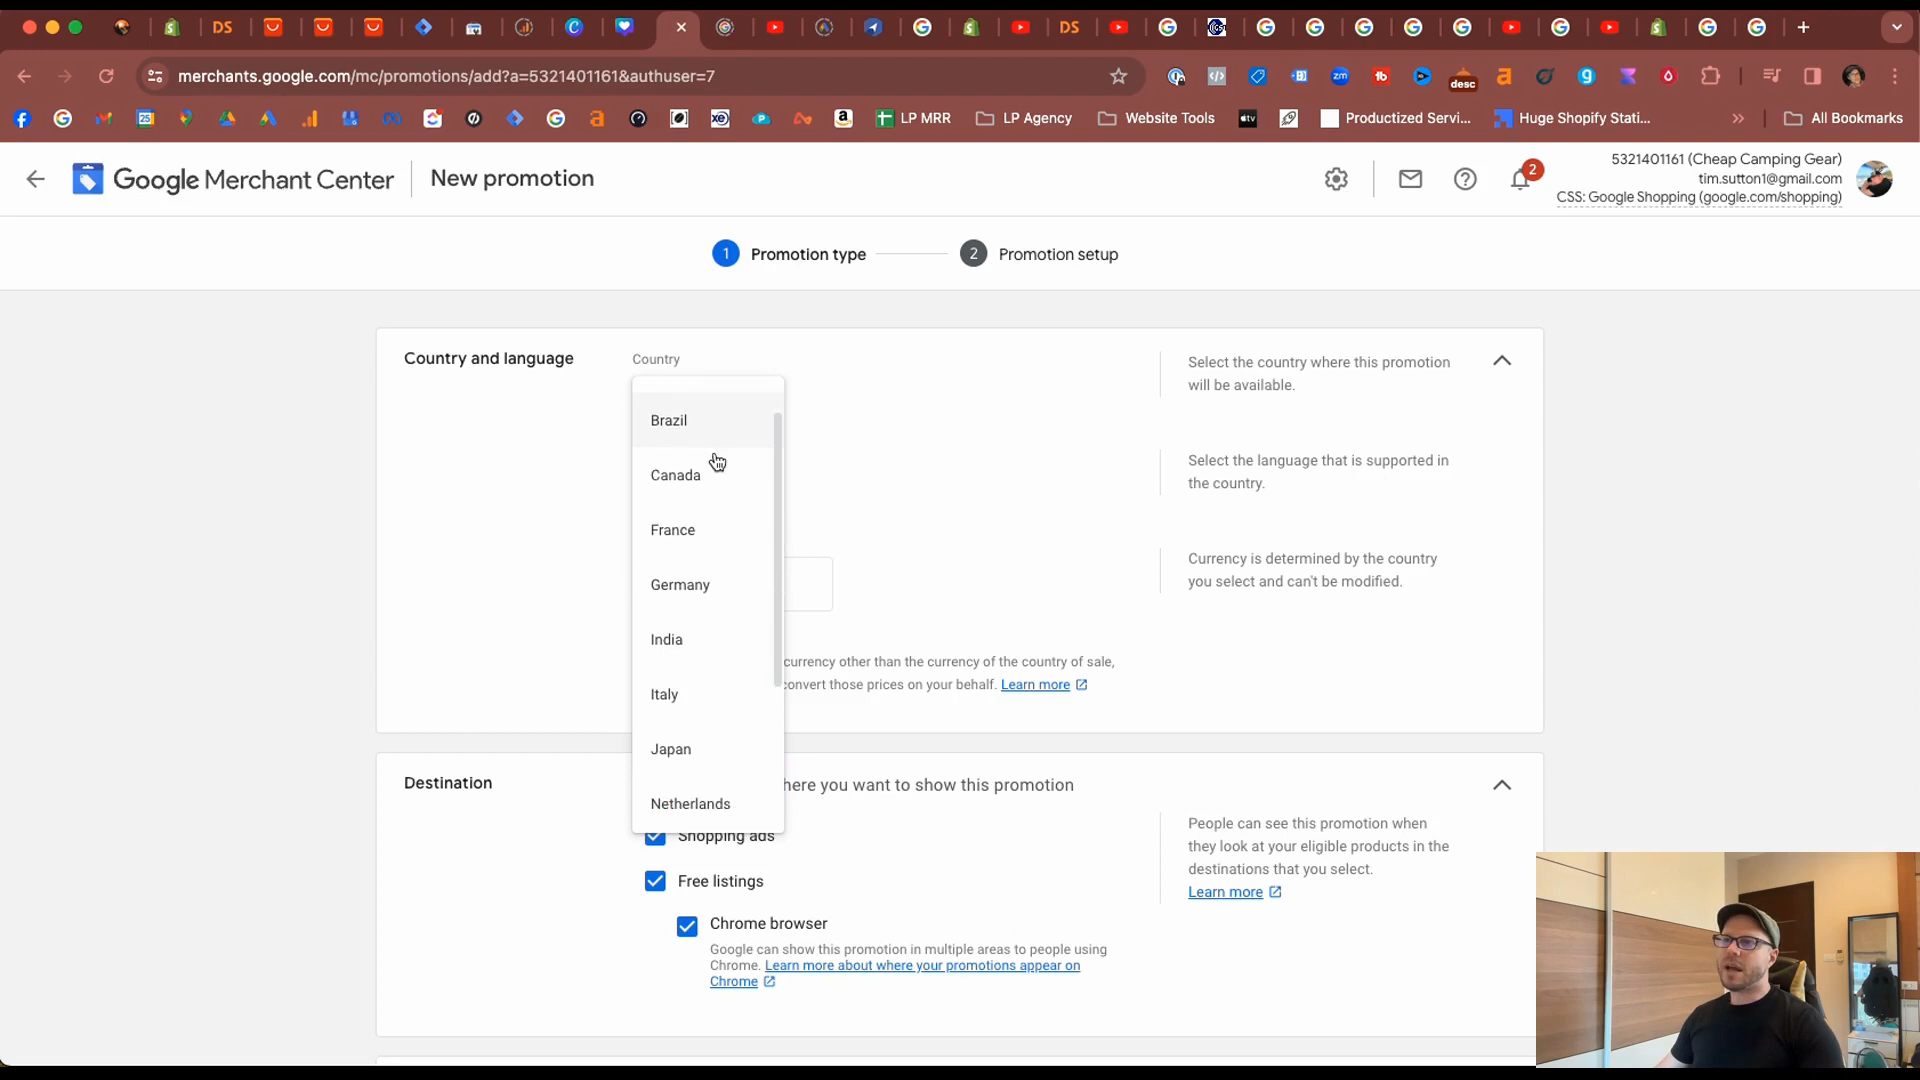 DS
DS
merchants.google.com/mc/promotions/add?a=5321401161&authuser=7
desc
LP MRR
LP Agency
Website Tools
Productized Servi...
Huge Shopify Stati...
All Bookmarks
Google Merchant Center
New promotion
2
5321401161 (Cheap Camping Gear)
tim.sutton1@gmail.com
CSS: Google Shopping (google.com/shopping)
1 Promotion type
2 Promotion setup
Country and language
Country
Select the country where this promotion
will be available.
Brazil
Canada
Select the language that is supported in
the country.
France
Germany
Currency is determined by the country
you select and can't be modified.
India
currency other than the currency of the country of sale,
convert those prices on your behalf. Learn more
Italy
Japan
Netherlands
Destination
here you want to show this promotion
Shopping ads
Free listings
Chrome browser
Google can show this promotion in multiple areas to people using
Chrome. Learn more about where your promotions appear on
Chrome
People can see this promotion when
they look at your eligible products in the
destinations that you select.
Learn more